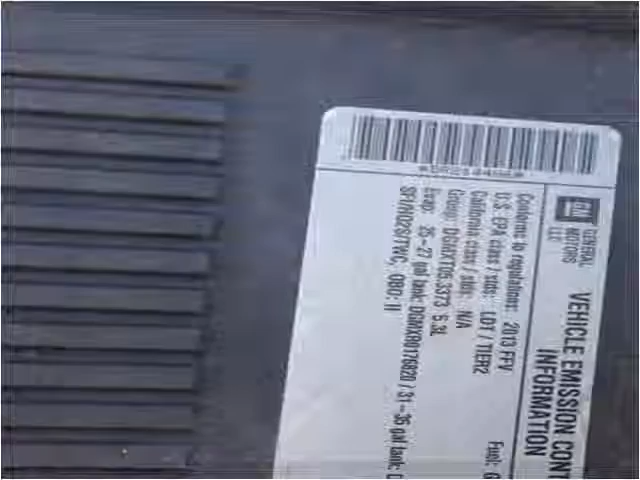 GM
GENERAL
MOTORS
LLC
VEHICLE EMISSION CONT
INFORMATION
Conforms to regulations: 2013 FFV
U.S. EPA class / stds: LDT / TIER2
California class / stds: N/A
Group: DGMXT05.3373 5.3L
Evap: 25-27 gal tank: DGMXR0176820 / 31-36 gal tank: D
SFI/HO2S/TWC, OBD: II
Fuel: G